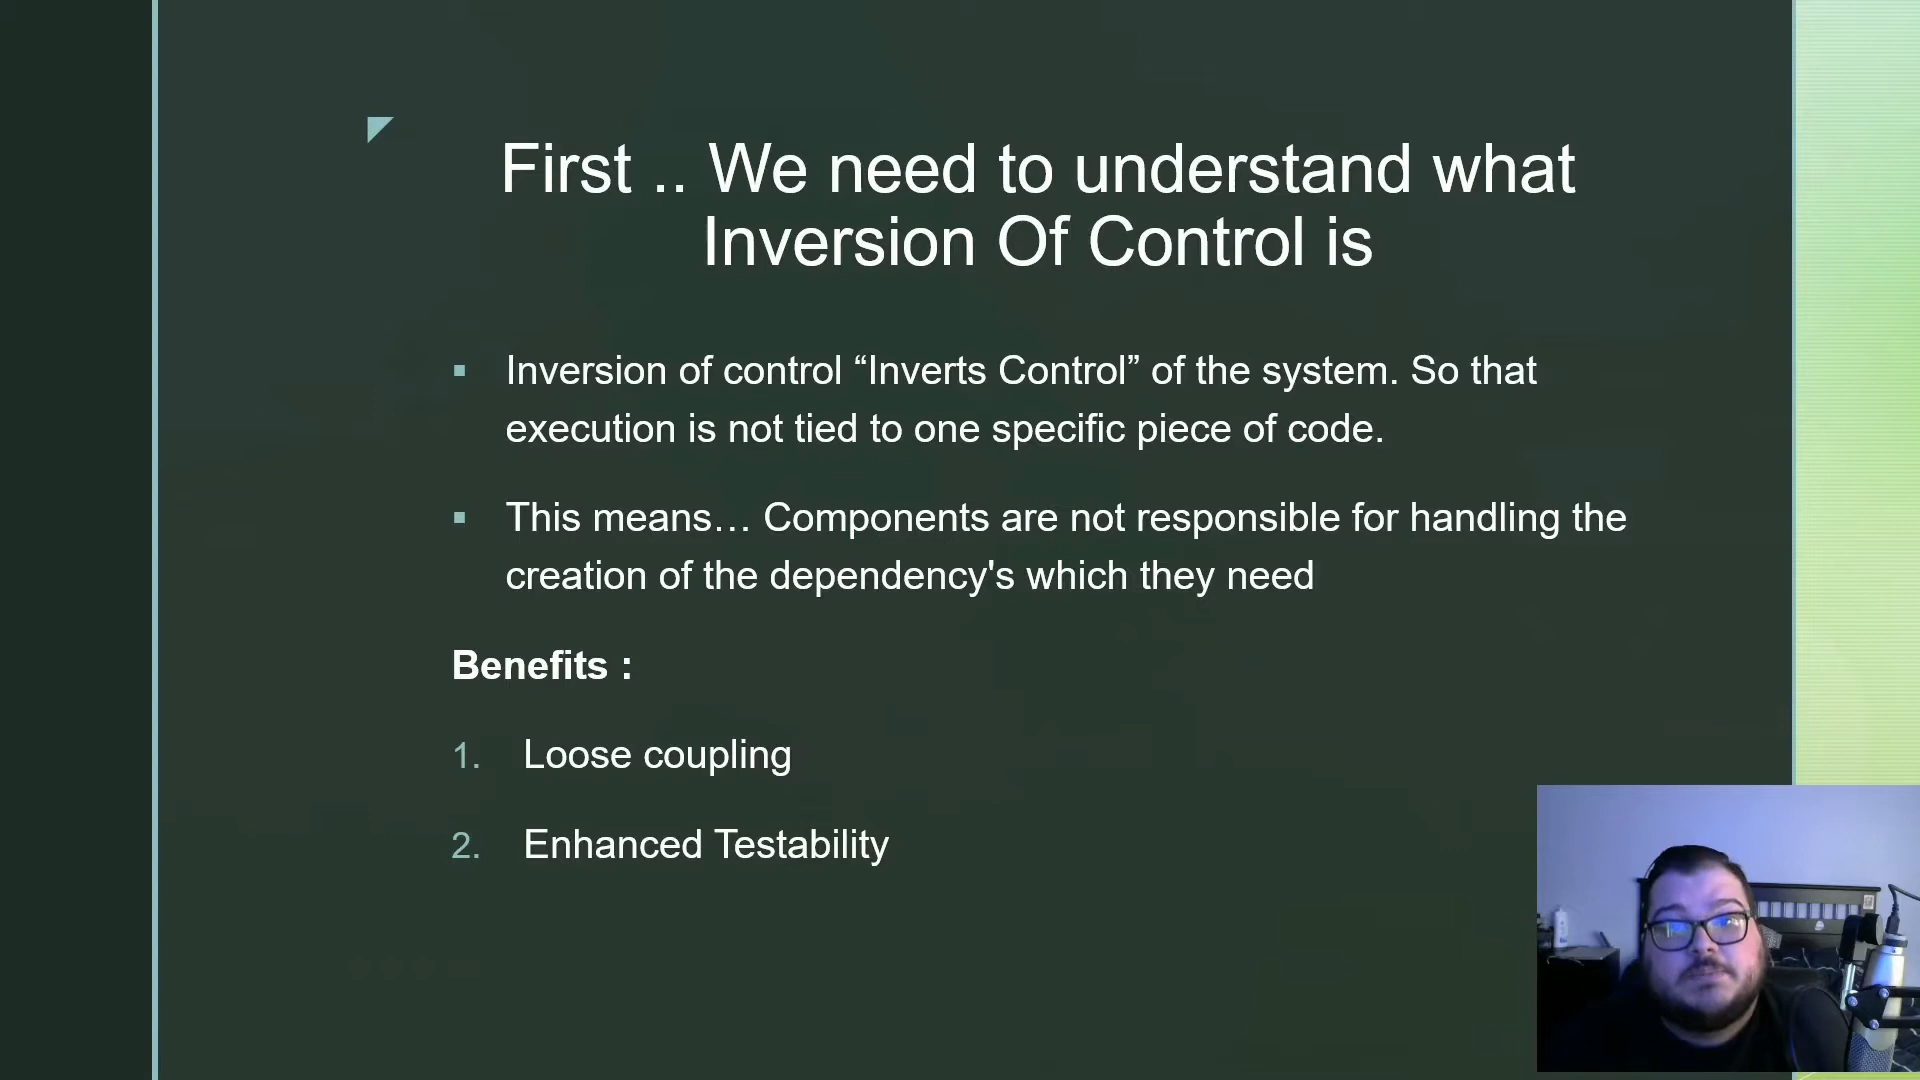 First .. We need to understand what
Inversion Of Control is
▪ Inversion of control “Inverts Control” of the system. So that
execution is not tied to one specific piece of code.
▪ This means… Components are not responsible for handling the
creation of the dependency's which they need
Benefits :
1. Loose coupling
2. Enhanced Testability